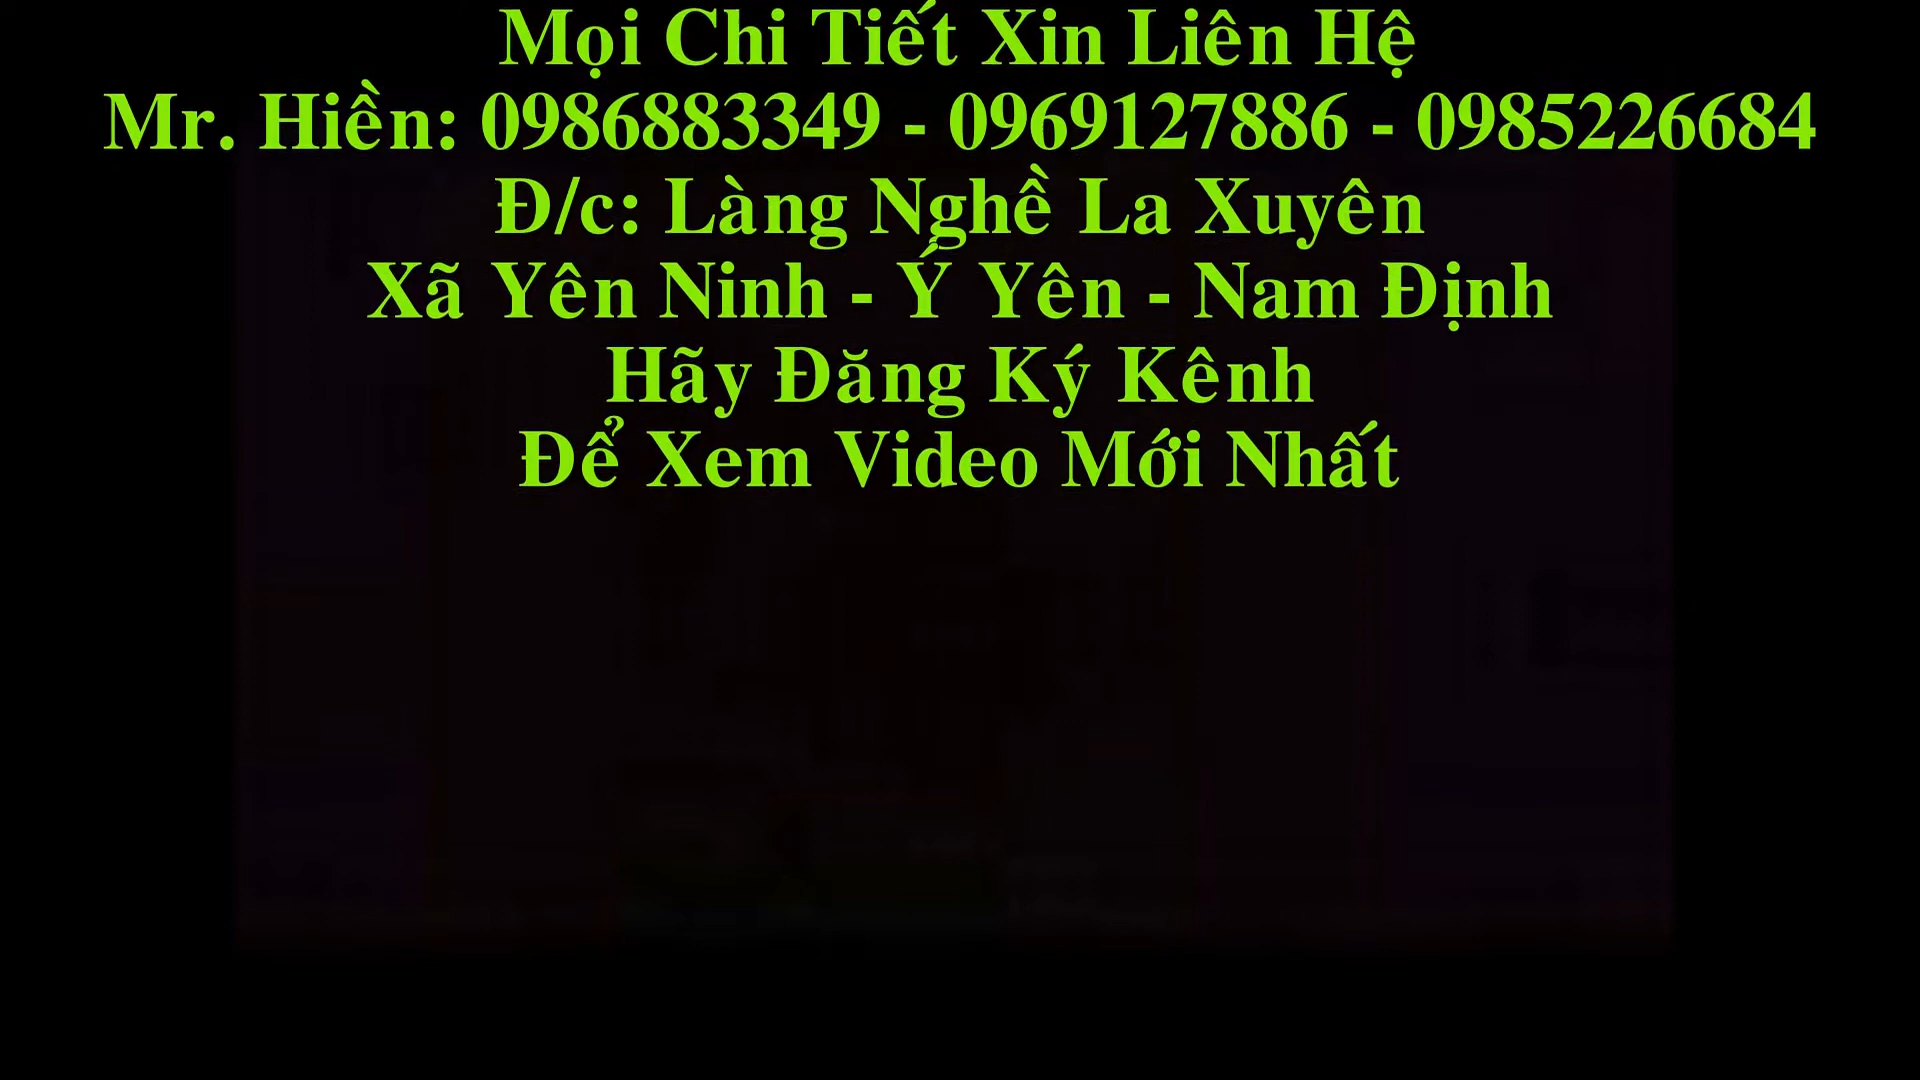 Mọi Chi Tiết Xin Liên Hệ
Mr. Hiền: 0986883349 - 0969127886 - 0985226684
Đ/c: Làng Nghề La Xuyên
Xã Yên Ninh - Ý Yên - Nam Định
Hãy Đăng Ký Kênh
Để Xem Video Mới Nhất